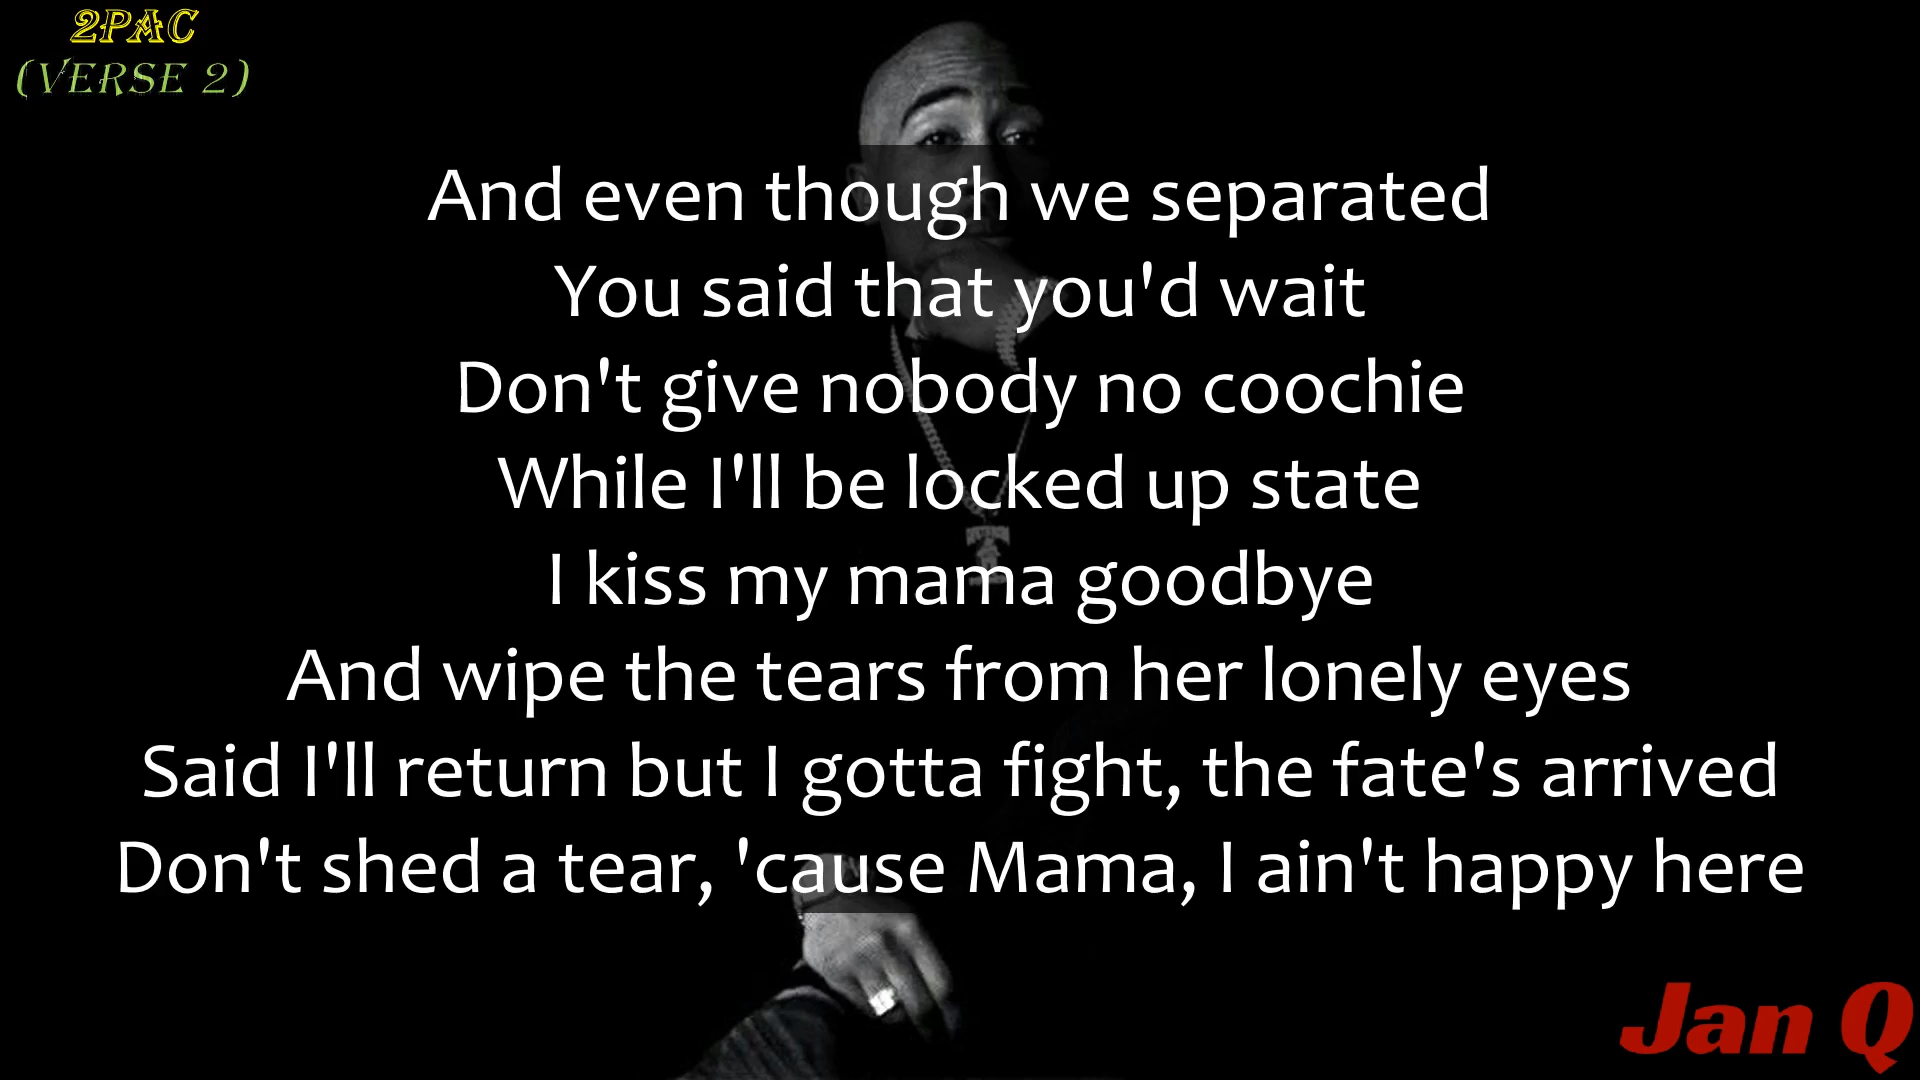 2PAC
(VERSE 2)
And even though we separated
You said that you'd wait
Don't give nobody no coochie
While I'll be locked up state
I kiss my mama goodbye
And wipe the tears from her lonely eyes
Said I'll return but I gotta fight, the fate's arrived
Don't shed a tear, 'cause Mama, I ain't happy here
Jan Q